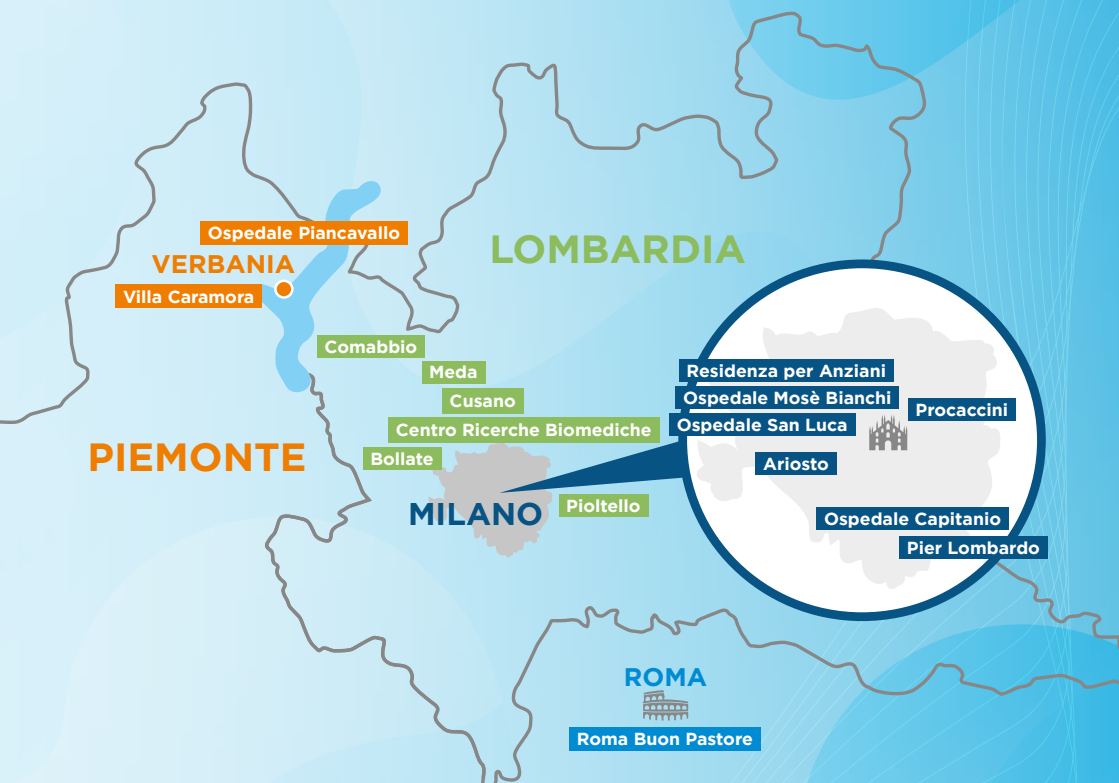 Ospedale Piancavallo
VERBANIA
Villa Caramora
LOMBARDIA
Comabbio
Meda
Cusano
Centro Ricerche Biomediche
Bollate
PIEMONTE
MILANO
Pioltello
Residenza per Anziani
Ospedale Mosè Bianchi
Procaccini
Ospedale San Luca
Ariosto
Ospedale Capitanio
Pier Lombardo
ROMA
Roma Buon Pastore